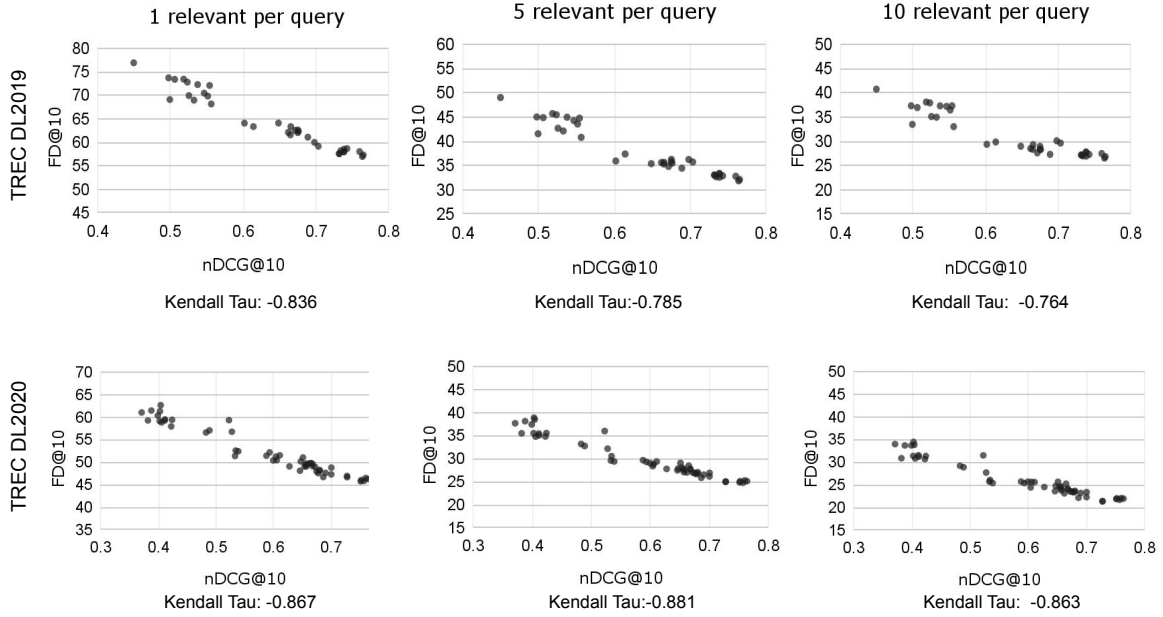 1 relevant per query
5 relevant per query
10 relevant per query
TREC DL2019
FD@10
80
75
70
65
60
55
50
45
0.4 0.5 0.6 0.7 0.8
nDCG@10
Kendall Tau: -0.836
FD@10
60
55
50
45
40
35
30
25
0.4 0.5 0.6 0.7 0.8
nDCG@10
Kendall Tau:-0.785
FD@10
50
45
40
35
30
25
20
15
0.4 0.5 0.6 0.7 0.8
nDCG@10
Kendall Tau: -0.764
TREC DL2020
FD@10
70
65
60
55
50
45
40
35
0.3 0.4 0.5 0.6 0.7
nDCG@10
Kendall Tau: -0.867
FD@10
50
45
40
35
30
25
20
15
0.3 0.4 0.5 0.6 0.7 0.8
nDCG@10
Kendall Tau:-0.881
FD@10
50
45
40
35
30
25
20
15
0.3 0.4 0.5 0.6 0.7 0.8
nDCG@10
Kendall Tau: -0.863